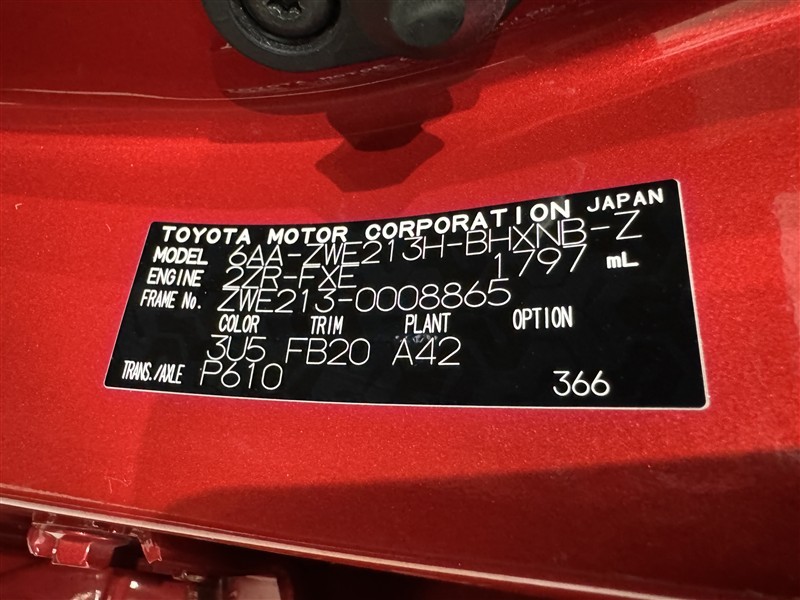 TOYOTA MOTOR CORPORATION JAPAN
MODEL 6AA-ZWE213H-BHXNB-Z
ENGINE 2ZR-FXE 1797 mL
FRAME No. ZWE213-0008865
COLOR TRIM PLANT OPTION
3U5 FB20 A42
TRANS./AXLE P610 366